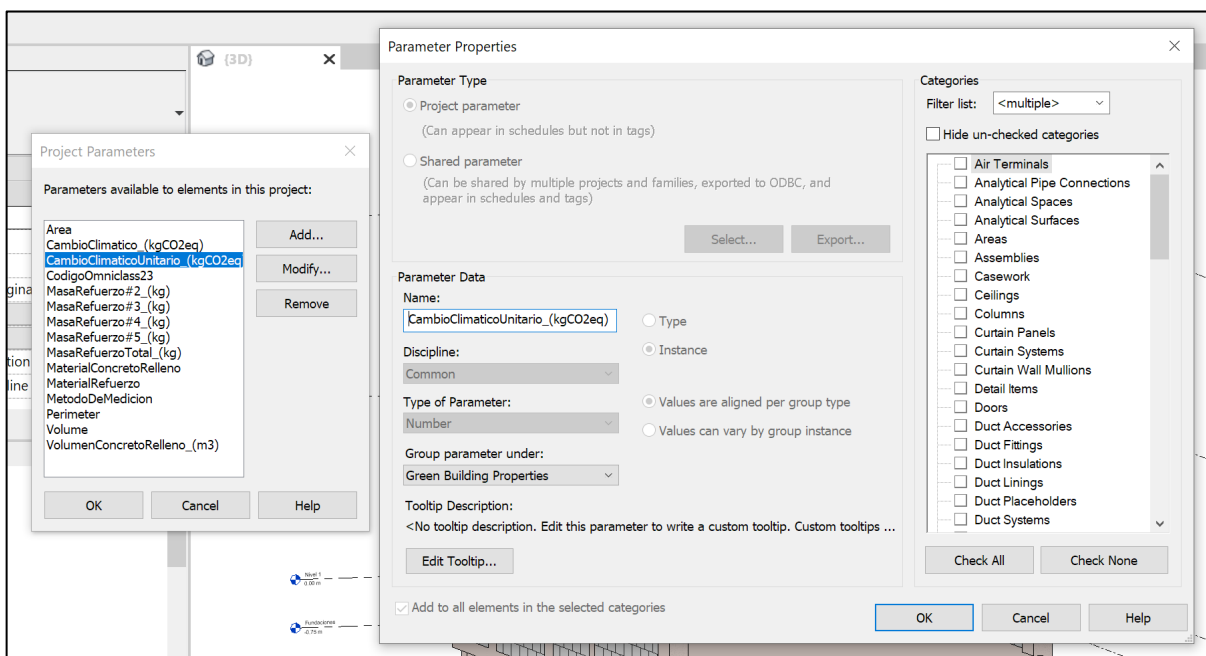 {3D}
Project Parameters
Parameters available to elements in this project:
Area
CambioClimatico_(kgCO2eq)
CambioClimaticoUnitario_(kgCO2eq
CodigoOmniclass23
MasaRefuerzo#2_(kg)
MasaRefuerzo#3_(kg)
MasaRefuerzo#4_(kg)
MasaRefuerzo#5_(kg)
MasaRefuerzoTotal_(kg)
MaterialConcretoRelleno
MaterialRefuerzo
MetodoDeMedicion
Perimeter
Volume
VolumenConcretoRelleno_(m3)
Add...
Modify...
Remove
OK
Cancel
Help
Nivel 1
0.00 m
Fundaciones
-0.75 m
Parameter Properties
Parameter Type
Project parameter
(Can appear in schedules but not in tags)
Shared parameter
(Can be shared by multiple projects and families, exported to ODBC, and
appear in schedules and tags)
Select...
Export...
Parameter Data
Name:
CambioClimaticoUnitario_(kgCO2eq)
Type
Discipline:
Instance
Common
Type of Parameter:
Values are aligned per group type
Number
Values can vary by group instance
Group parameter under:
Green Building Properties
Tooltip Description:
<No tooltip description. Edit this parameter to write a custom tooltip. Custom tooltips ...
Edit Tooltip...
Add to all elements in the selected categories
Categories
Filter list:
<multiple>
Hide un-checked categories
Air Terminals
Analytical Pipe Connections
Analytical Spaces
Analytical Surfaces
Areas
Assemblies
Casework
Ceilings
Columns
Curtain Panels
Curtain Systems
Curtain Wall Mullions
Detail Items
Doors
Duct Accessories
Duct Fittings
Duct Insulations
Duct Linings
Duct Placeholders
Duct Systems
Check All
Check None
OK
Cancel
Help